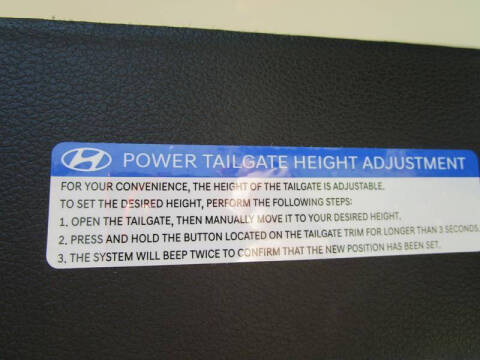 POWER TAILGATE HEIGHT ADJUSTMENT
FOR YOUR CONVENIENCE, THE HEIGHT OF THE TAILGATE IS ADJUSTABLE.
TO SET THE DESIRED HEIGHT, PERFORM THE FOLLOWING STEPS:
1. OPEN THE TAILGATE, THEN MANUALLY MOVE IT TO YOUR DESIRED HEIGHT.
2. PRESS AND HOLD THE BUTTON LOCATED ON THE TAILGATE TRIM FOR LONGER THAN 3 SECONDS.
3. THE SYSTEM WILL BEEP TWICE TO CONFIRM THAT THE NEW POSITION HAS BEEN SET.